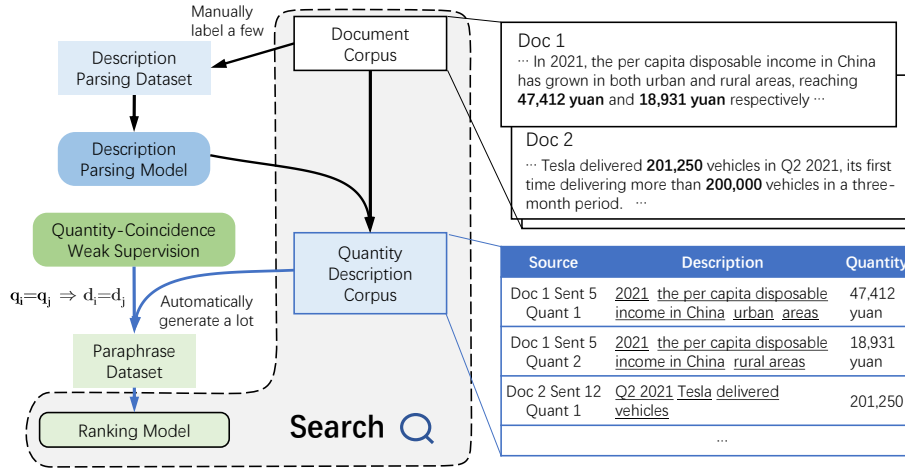 Manually
label a few
Description
Parsing Dataset
Document
Corpus
Description
Parsing Model
Quantity-Coincidence
Weak Supervision
q_i=q_j ⇒ d_i=d_j
Automatically
generate a lot
Quantity
Description
Corpus
Paraphrase
Dataset
Ranking Model
Search
Doc 1
··· In 2021, the per capita disposable income in China
has grown in both urban and rural areas, reaching
47,412 yuan and 18,931 yuan respectively ···
Doc 2
··· Tesla delivered 201,250 vehicles in Q2 2021, its first
time delivering more than 200,000 vehicles in a three-
month period. ···
Source Description Quantity
Doc 1 Sent 5
Quant 1
2021 the per capita disposable
income in China urban areas
47,412
yuan
Doc 1 Sent 5
Quant 2
2021 the per capita disposable
income in China rural areas
18,931
yuan
Doc 2 Sent 12
Quant 1
Q2 2021 Tesla delivered
vehicles
201,250
···